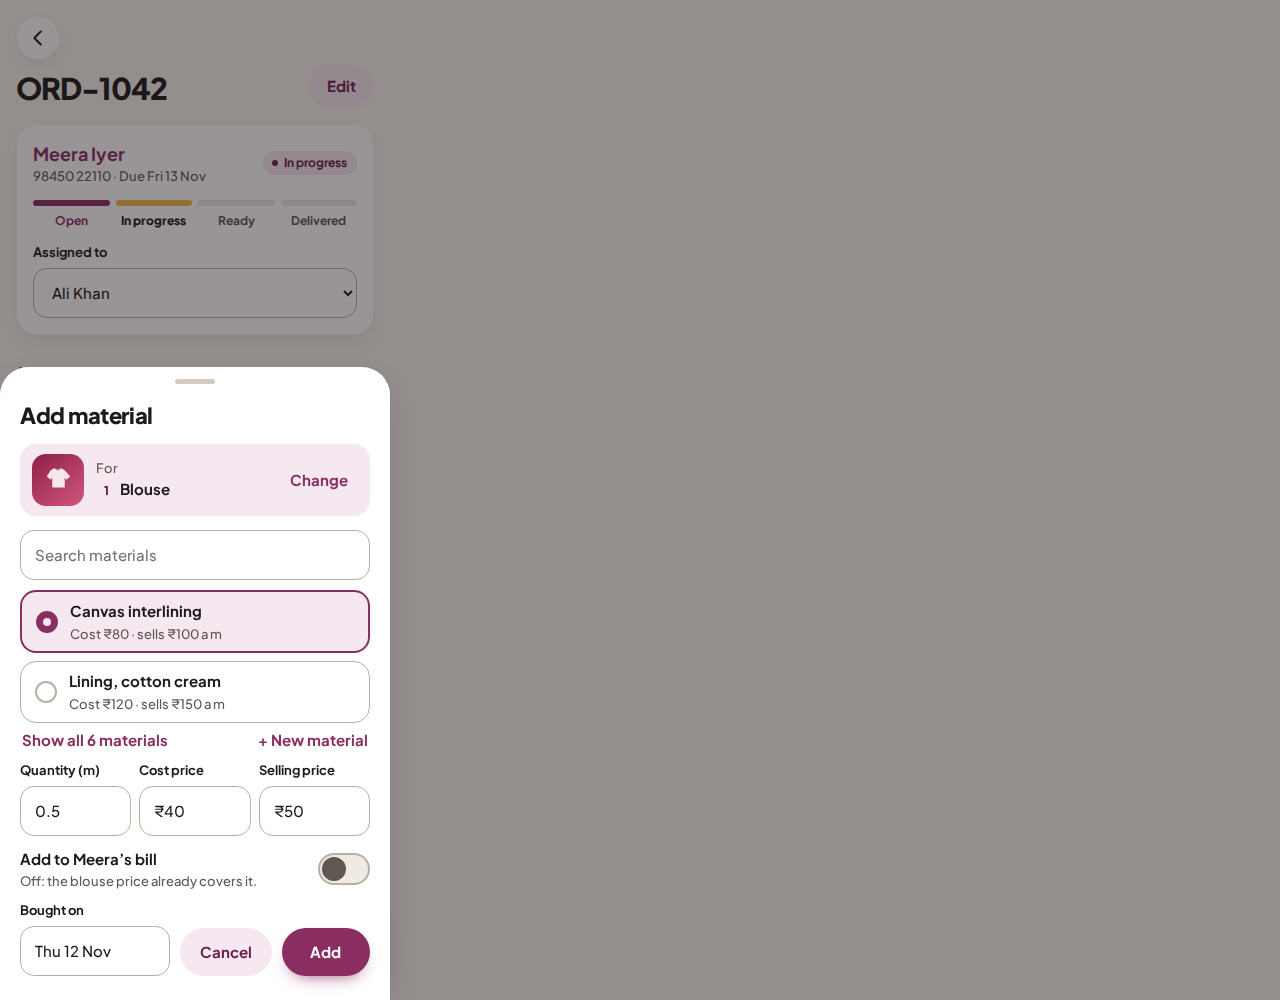 ORD-1042
Edit
Meera Iyer
98450 22110 · Due Fri 13 Nov
In progress
Open
In progress
Ready
Delivered
Assigned to
Ali Khan
Add material
For
1 Blouse
Change
Search materials
Canvas interlining
Cost ₹80 · sells ₹100 a m
Lining, cotton cream
Cost ₹120 · sells ₹150 a m
Show all 6 materials
+ New material
Quantity (m)
Cost price
Selling price
0.5
₹40
₹50
Add to Meera’s bill
Off: the blouse price already covers it.
Bought on
Thu 12 Nov
Cancel
Add